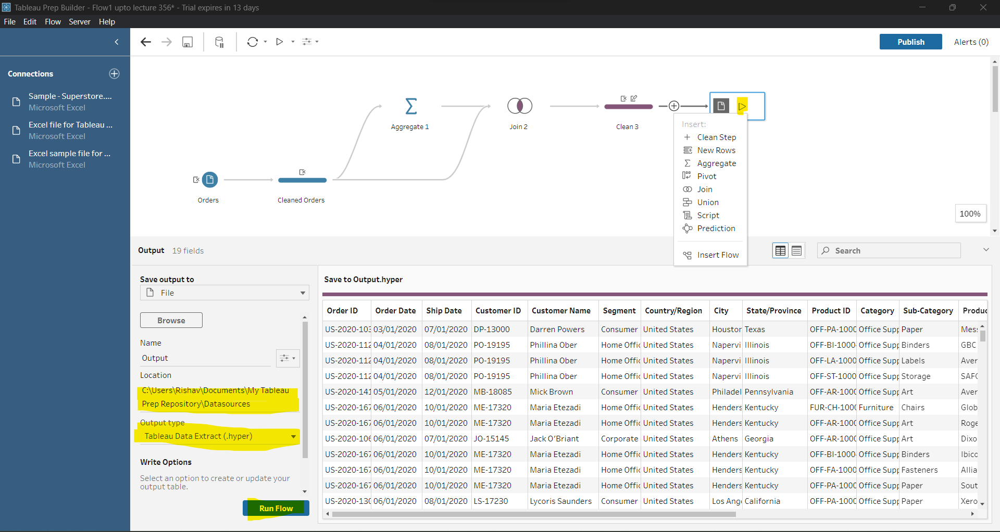 Tableau Prep Builder - Flow1 upto lecture 356* - Trial expires in 13 days
File Edit Flow Server Help
Publish Alerts (0)
Connections
Sample - Superstore....
Microsoft Excel
Excel file for Tableau ...
Microsoft Excel
Excel sample file for ...
Microsoft Excel
Aggregate 1
Join 2
Clean 3
Orders
Cleaned Orders
Insert:
Clean Step
New Rows
Aggregate
Pivot
Join
Union
Script
Prediction
Insert Flow
100%
Output 19 fields
Search
Save output to
File
Browse
Name
Output
Location
C:\Users\Rishav\Documents\My Tableau
Prep Repository\Datasources
Output type
Tableau Data Extract (.hyper)
Write Options
Select an option to create or update your
output table.
Run Flow
Save to Output.hyper
Order ID Order Date Ship Date Customer ID Customer Name Segment Country/Region City State/Province Product ID Category Sub-Category Produc
US-2020-103 03/01/2020 07/01/2020 DP-13000 Darren Powers Consumer United States Houstor Texas OFF-PA-1000 Office Supp Paper Mess
US-2020-112 04/01/2020 08/01/2020 PO-19195 Phillina Ober Home Offic United States Napervi Illinois OFF-BI-1000 Office Supp Binders GBC
US-2020-112 04/01/2020 08/01/2020 PO-19195 Phillina Ober Home Offic United States Napervi Illinois OFF-LA-1000 Office Supp Labels Aver
US-2020-112 04/01/2020 08/01/2020 PO-19195 Phillina Ober Home Offic United States Napervi Illinois OFF-ST-1000 Office Supp Storage SAFC
US-2020-141 05/01/2020 12/01/2020 MB-18085 Mick Brown Consumer United States Philadel Pennsylvania OFF-AR-1000 Office Supp Art Aver
US-2020-167 06/01/2020 10/01/2020 ME-17320 Maria Etezadi Home Offic United States Henders Kentucky FUR-CH-1000 Furniture Chairs Glob
US-2020-167 06/01/2020 10/01/2020 ME-17320 Maria Etezadi Home Offic United States Henders Kentucky OFF-AR-1000 Office Supp Art Roge
US-2020-106 06/01/2020 07/01/2020 JO-15145 Jack O'Briant Corporate United States Athens Georgia OFF-AR-1000 Office Supp Art Dixo
US-2020-167 06/01/2020 10/01/2020 ME-17320 Maria Etezadi Home Offic United States Henders Kentucky OFF-BI-1000 Office Supp Binders Ibico
US-2020-167 06/01/2020 10/01/2020 ME-17320 Maria Etezadi Home Offic United States Henders Kentucky OFF-FA-1000 Office Supp Fasteners Allia
US-2020-167 06/01/2020 10/01/2020 ME-17320 Maria Etezadi Home Offic United States Henders Kentucky OFF-PA-1000 Office Supp Paper Sout
US-2020-130 06/01/2020 08/01/2020 LS-17230 Lycoris Saunders Consumer United States Los Ang California OFF-PA-1000 Office Supp Paper Xero